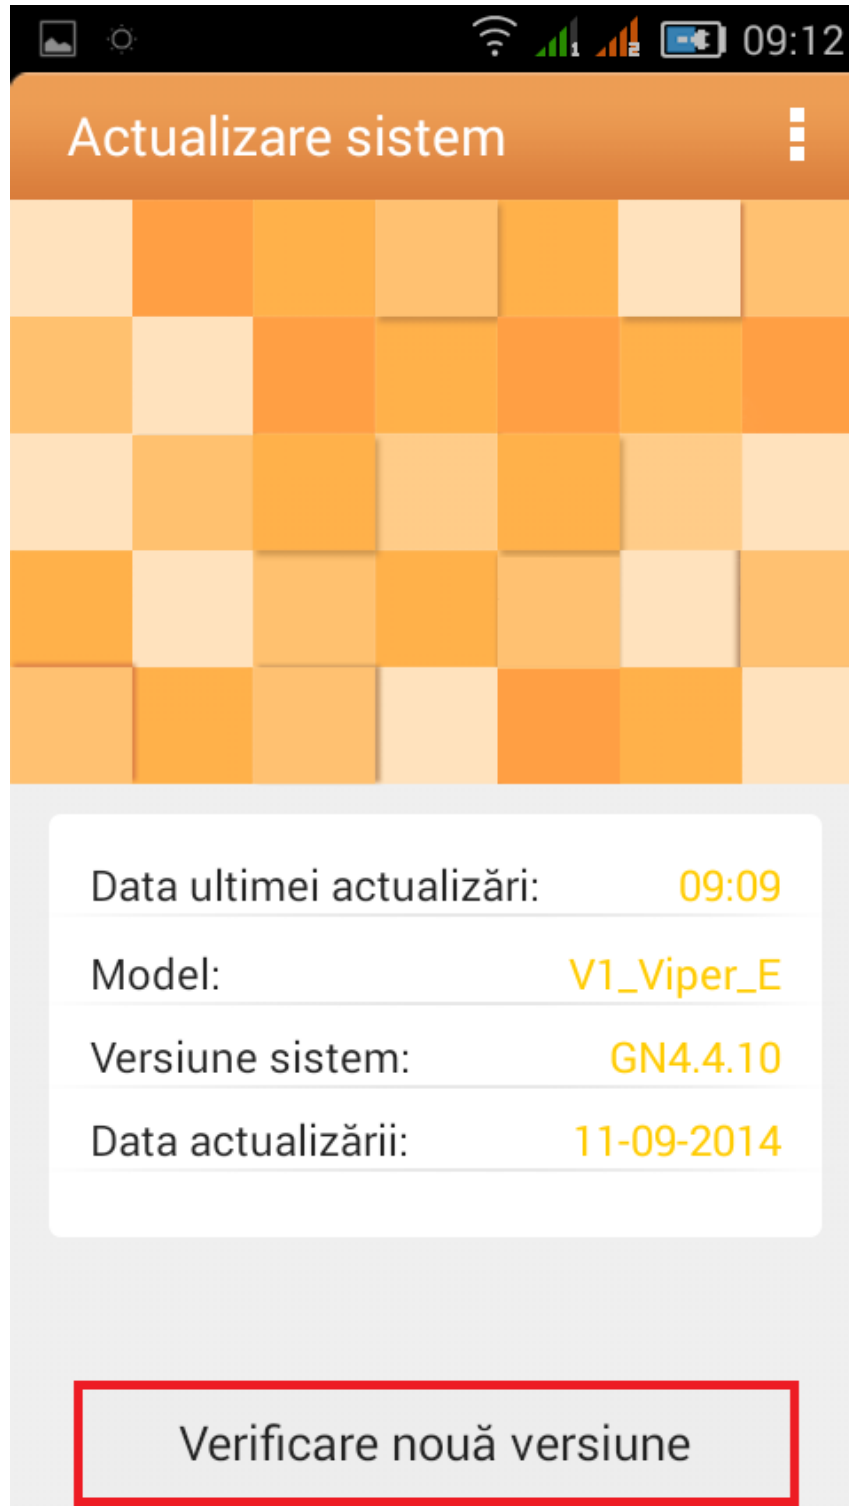 09:12
Actualizare sistem
Data ultimei actualizări: 09:09
Model: V1_Viper_E
Versiune sistem: GN4.4.10
Data actualizării: 11-09-2014
Verificare nouă versiune